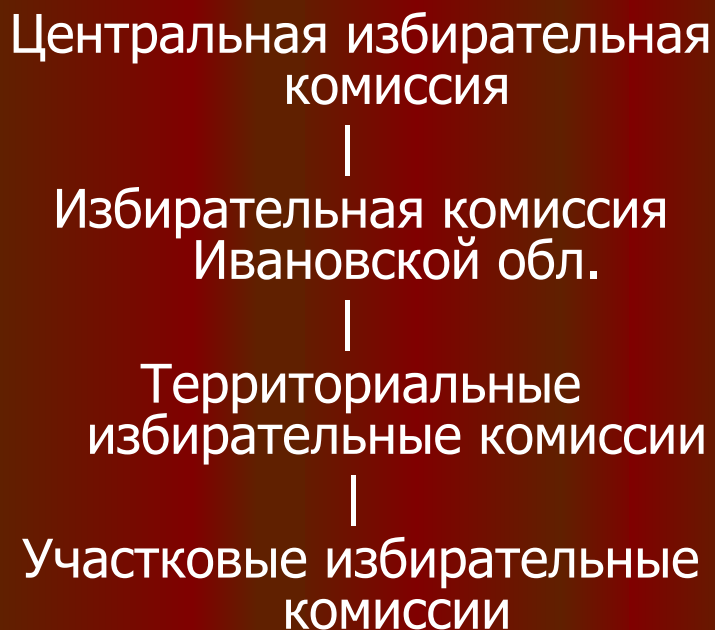 Центральная избирательная
комиссия
|
Избирательная комиссия
Ивановской обл.
|
Территориальные
избирательные комиссии
|
Участковые избирательные
комиссии